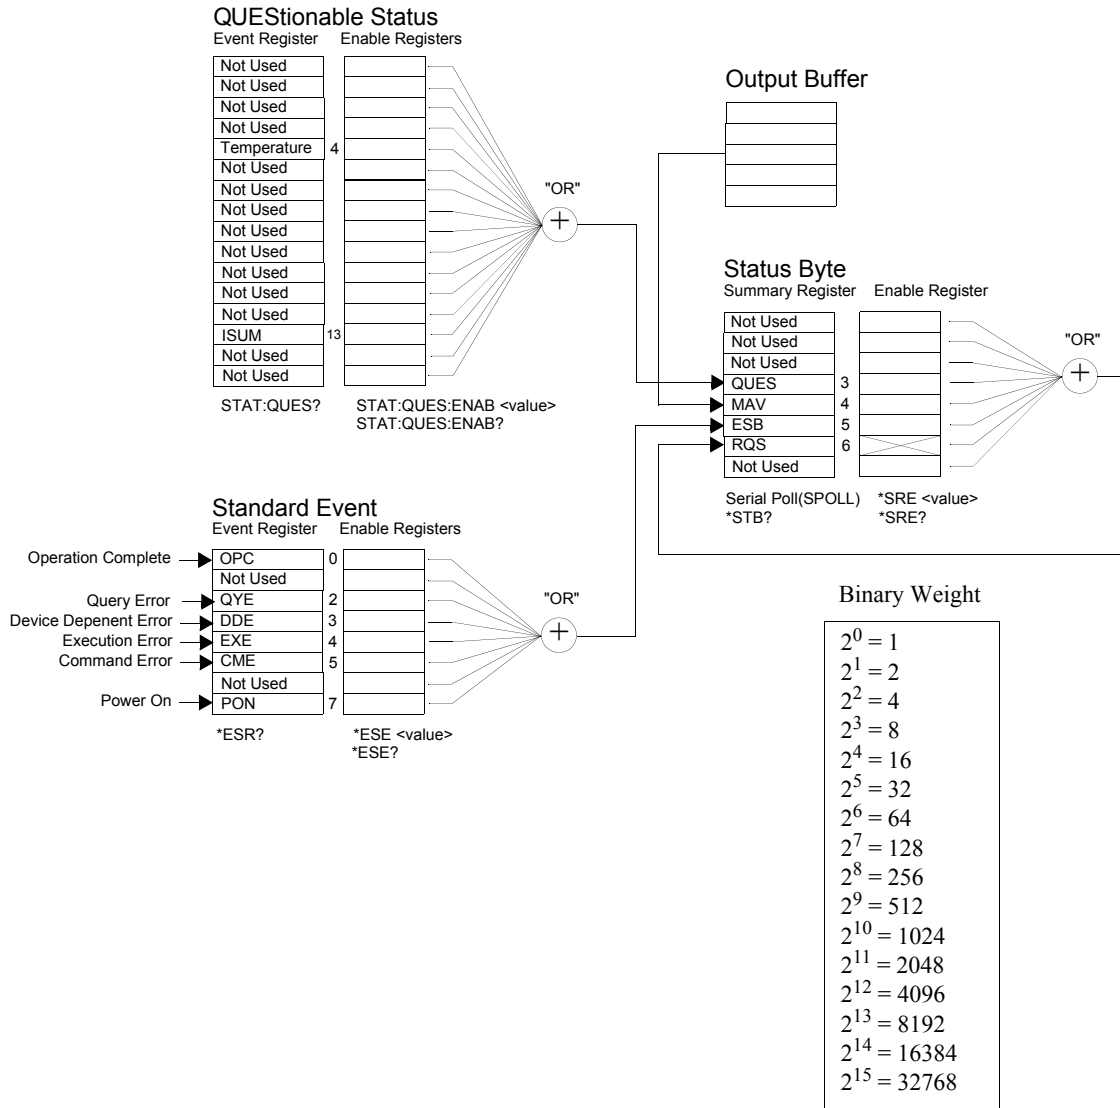 QUEStionable Status
Event Register Enable Registers
Not Used
Not Used
Not Used
Not Used
Temperature 4
Not Used
Not Used
Not Used
Not Used
Not Used
Not Used
Not Used
Not Used
ISUM 13
Not Used
Not Used
STAT:QUES? STAT:QUES:ENAB <value>
STAT:QUES:ENAB?
"OR"
+
Output Buffer
Status Byte
Summary Register Enable Register
Not Used
Not Used
Not Used
QUES 3
MAV 4
ESB 5
RQS 6
Not Used
Serial Poll(SPOLL) *SRE <value>
*STB? *SRE?
"OR"
+
Standard Event
Event Register Enable Registers
Operation Complete OPC 0
Not Used
Query Error QYE 2
Device Depenent Error DDE 3
Execution Error EXE 4
Command Error CME 5
Not Used
Power On PON 7
*ESR? *ESE <value>
*ESE?
"OR"
+
Binary Weight
2^0 = 1
2^1 = 2
2^2 = 4
2^3 = 8
2^4 = 16
2^5 = 32
2^6 = 64
2^7 = 128
2^8 = 256
2^9 = 512
2^10 = 1024
2^11 = 2048
2^12 = 4096
2^13 = 8192
2^14 = 16384
2^15 = 32768